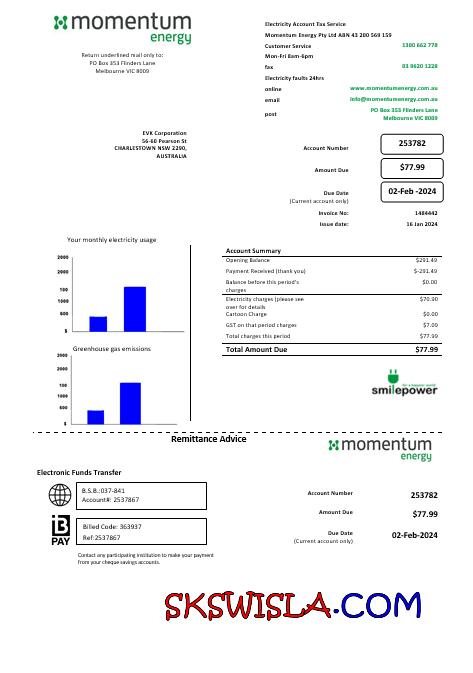 momentum
energy
Return underlined mail only to:
PO Box 353 Flinders Lane
Melbourne VIC 8009
Electricity Account Tax Service
Momentum Energy Pty Ltd ABN 43 200 569 159
Customer Service 1300 662 778
Mon-Fri 8am-6pm
fax 03 9620 1228
Electricity faults 24hrs
online www.momentumenergy.com.au
email info@momentumenergy.com.au
post PO Box 353 Flinders Lane
Melbourne VIC 8009
EVK Corporation
56-60 Pearson St
CHARLESTOWN NSW 2290,
AUSTRALIA
Account Number 253782
Amount Due $77.99
Due Date 02-Feb -2024
(Current account only)
Invoice No: 1484442
Issue date: 16 Jan 2024
Your monthly electricity usage
2000
2000
150
1000
600
$
Greenhouse gas emissions
2000
2000
150
1000
600
$
Account Summary
Opening Balance $291.49
Payment Received (thank you) $-291.49
Balance before this period's $0.00
charges
Electricity charges (please see $70.90
over for details
Cartoon Charge $0.00
GST on that period charges $7.09
Total charges this period $77.99
Total Amount Due $77.99
smilepower
Remittance Advice
momentum
energy
Electronic Funds Transfer
B.S.B.:037-841
Account#: 2537867
B
PAY
Billed Code: 363937
Ref:2537867
Contact any participating institution to make your payment
from your cheque savings accounts.
Account Number 253782
Amount Due $77.99
Due Date 02-Feb-2024
(Current account only)
SKSWISLA.COM